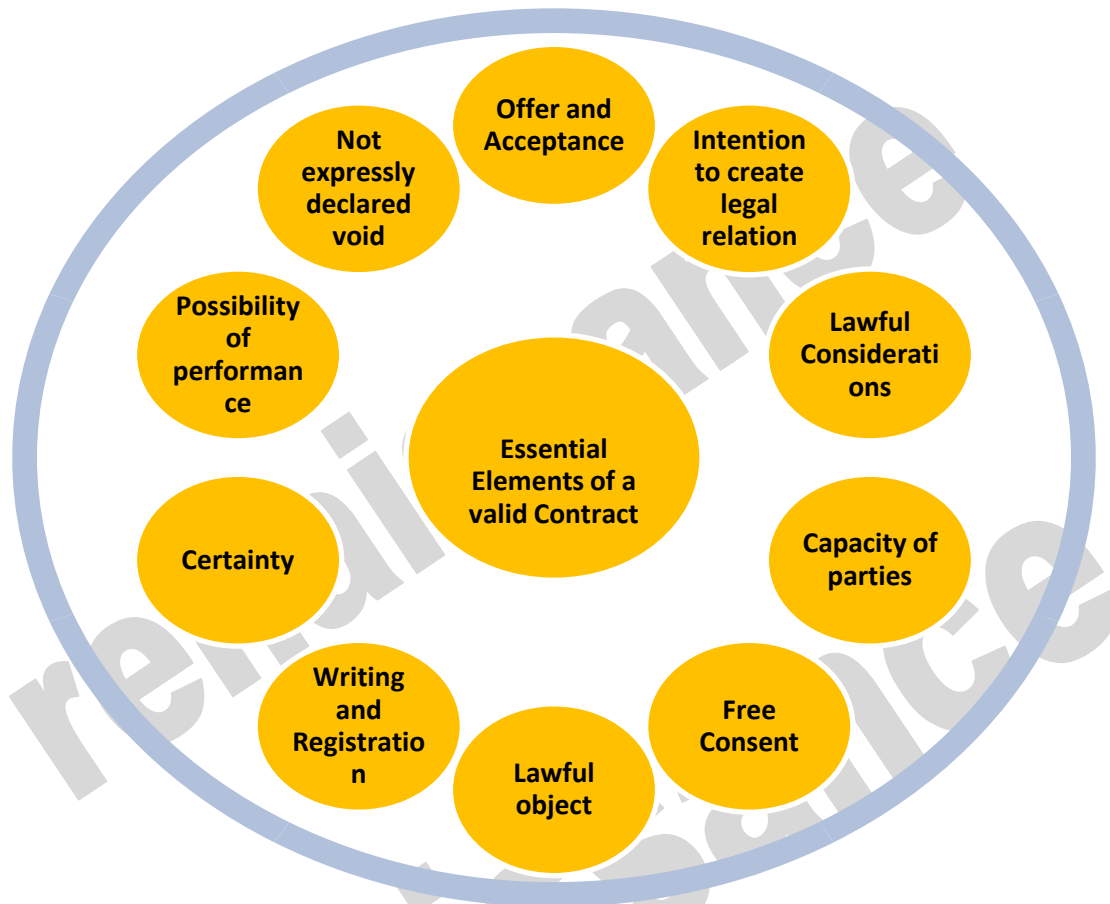 Offer and
Acceptance
Intention
to create
legal
relation
Lawful
Considerati
ons
Capacity of
parties
Free
Consent
Lawful
object
Writing
and
Registratio
n
Certainty
Possibility
of
performan
ce
Not
expressly
declared
void
Essential
Elements of a
valid Contract